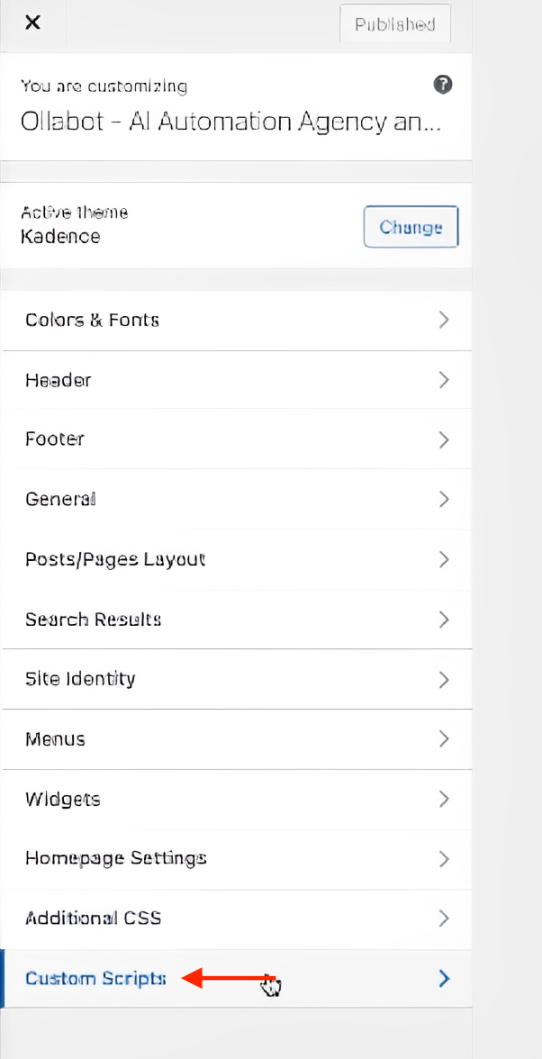 Published
You are customizing
Ollabot - AI Automation Agency an...
Active theme
Kadence
Change
Colors & Fonts
Header
Footer
General
Posts/Pages Layout
Search Results
Site Identity
Menus
Widgets
Homepage Settings
Additional CSS
Custom Scripts